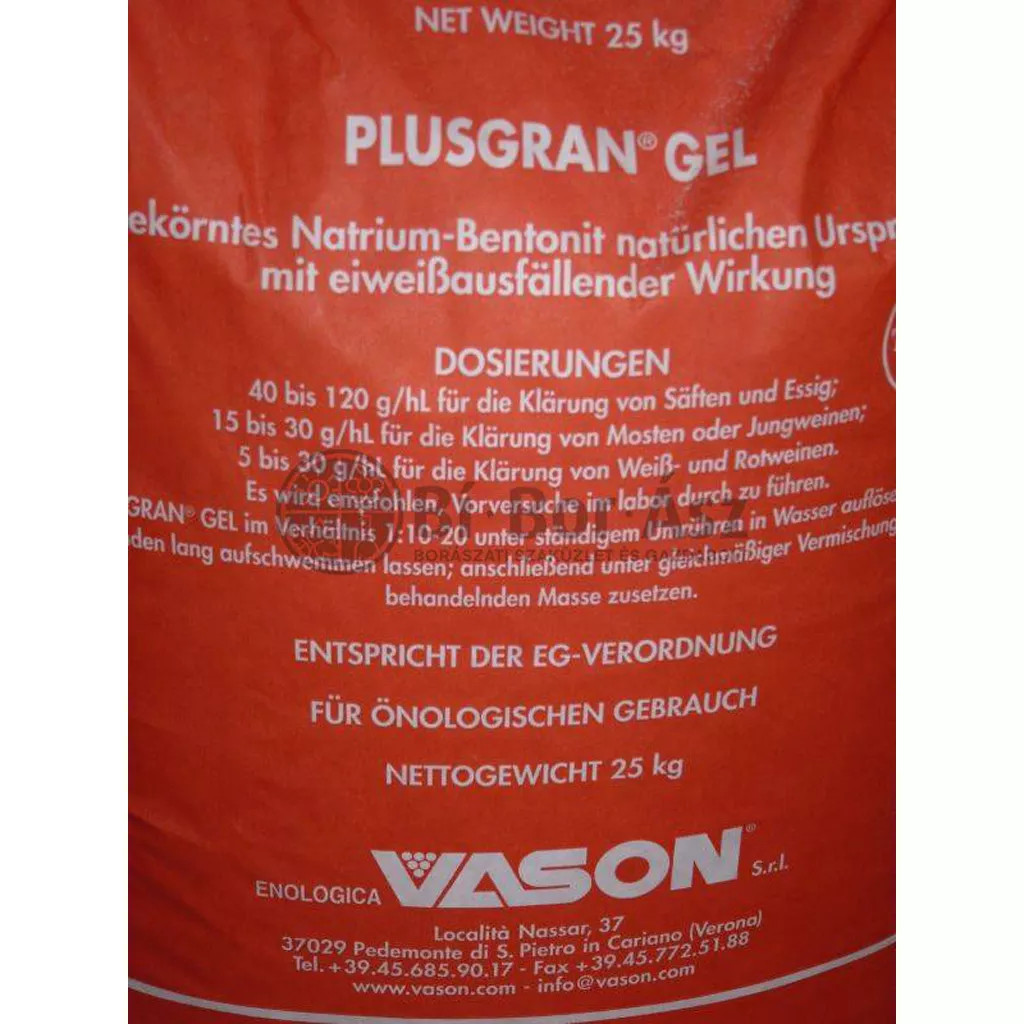 NET WEIGHT 25 kg
PLUSGRAN® GEL
ekörntes Natrium-Bentonit natürlichen Urspr
mit eiweißausfällender Wirkung
DOSIERUNGEN
40 bis 120 g/hL für die Klärung von Säften und Essig;
15 bis 30 g/hL für die Klärung von Mosten oder Jungweinen;
5 bis 30 g/hL für die Klärung von Weiß- und Rotweinen.
Es wird empfohlen, Vorversuche im labor durch zu führen.
Bí-Bor-Ász
GRAN® GEL im Verhältnis 1:10-20 unter ständigem Umrühren in Wasser auflöse
BORÁSZATI SZAKÜZLET ÉS
den lang aufschwemmen lassen; anschließend unter gleichmäßiger Vermischung
behandelnden Masse zusetzen.
ENTSPRICHT DER EG-VERORDNUNG
FÜR ÖNOLOGISCHEN GEBRAUCH
NETTOGEWICHT 25 kg
ENOLOGICA VASON® S.r.l.
Località Nassar, 37
37029 Pedemonte di S. Pietro in Cariano (Verona)
Tel. +39.45.685.90.17 - Fax +39.45.772.51.88
www.vason.com - info@vason.com